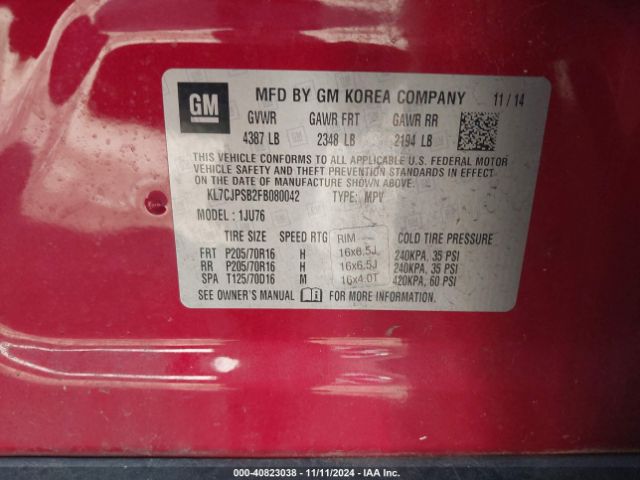 GM
MFD BY GM KOREA COMPANY 11/14
GVWR GAWR FRT GAWR RR
4387 LB 2348 LB 2194 LB
THIS VEHICLE CONFORMS TO ALL APPLICABLE U.S. FEDERAL MOTOR
VEHICLE SAFETY AND THEFT PREVENTION STANDARDS IN EFFECT
ON THE DATE OF MANUFACTURE SHOWN ABOVE.
KL7CJPSB2FB080042 TYPE: MPV
MODEL : 1JU76
TIRE SIZE SPEED RTG RIM COLD TIRE PRESSURE
FRT P205/70R16 H 16x6.5J 240KPA, 35 PSI
RR P205/70R16 H 16x6.5J 240KPA, 35 PSI
SPA T125/70D16 M 16x4.0T 420KPA, 60 PSI
SEE OWNER'S MANUAL FOR MORE INFORMATION.
000-40823038 - 11/11/2024 - IAA Inc.